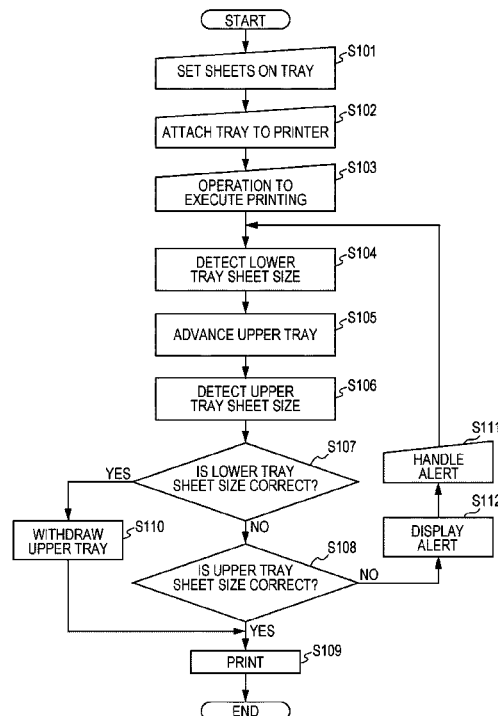 START
SET SHEETS ON TRAY
S101
ATTACH TRAY TO PRINTER
S102
OPERATION TO
EXECUTE PRINTING
S103
DETECT LOWER
TRAY SHEET SIZE
S104
ADVANCE UPPER TRAY
S105
DETECT UPPER
TRAY SHEET SIZE
S106
IS LOWER TRAY
SHEET SIZE CORRECT?
S107
YES
NO
WITHDRAW
UPPER TRAY
S110
IS UPPER TRAY
SHEET SIZE CORRECT?
S108
NO
YES
HANDLE
ALERT
S111
DISPLAY
ALERT
S112
PRINT
S109
END